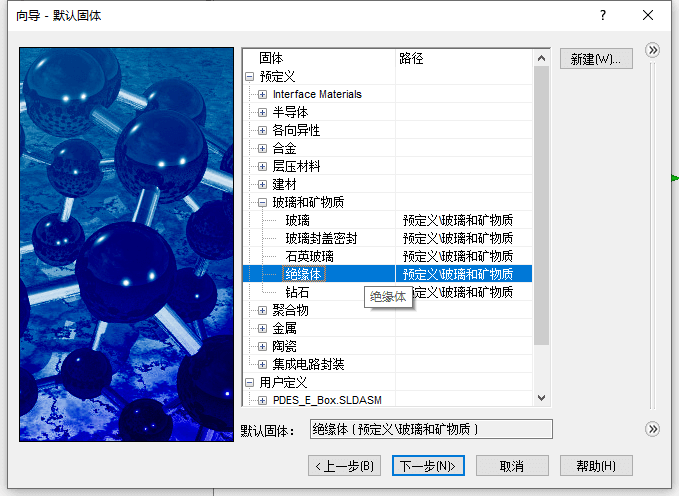 向导 - 默认固体
?
固体 路径
新建(W)...
预定义
Interface Materials
半导体
各向异性
合金
层压材料
建材
玻璃和矿物质
玻璃 预定义\玻璃和矿物质
玻璃封盖密封 预定义\玻璃和矿物质
石英玻璃 预定义\玻璃和矿物质
绝缘体 预定义\玻璃和矿物质
钻石 预定义\玻璃和矿物质
绝缘体
聚合物
金属
陶瓷
集成电路封装
用户定义
PDES_E_Box.SLDASM
默认固体： 绝缘体 ( 预定义\玻璃和矿物质 )
< 上一步(B) 下一步(N)> 取消 帮助(H)